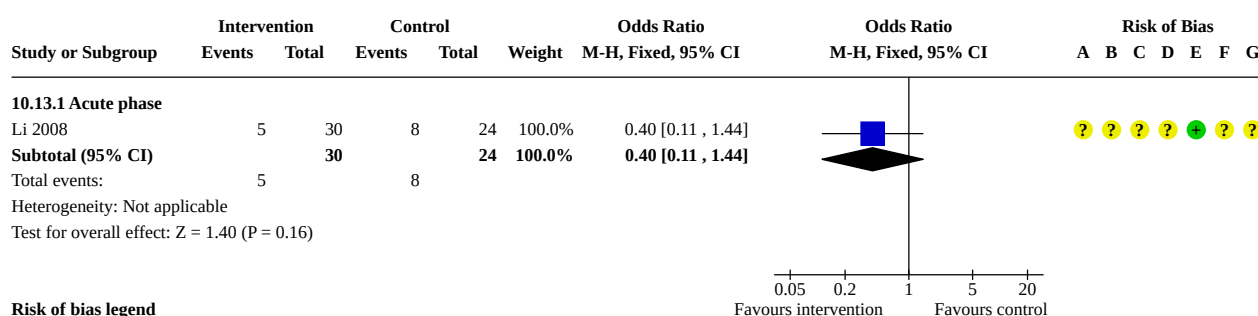 Intervention Control Odds Ratio Odds Ratio Risk of Bias
Study or Subgroup Events Total Events Total Weight M-H, Fixed, 95% CI M-H, Fixed, 95% CI A B C D E F G
10.13.1 Acute phase
Li 2008 5 30 8 24 100.0% 0.40 [0.11 , 1.44] ? ? ? ? + ? ?
Subtotal (95% CI) 30 24 100.0% 0.40 [0.11 , 1.44]
Total events: 5 8
Heterogeneity: Not applicable
Test for overall effect: Z = 1.40 (P = 0.16)
0.05 0.2 1 5 20
Favours intervention Favours control
Risk of bias legend